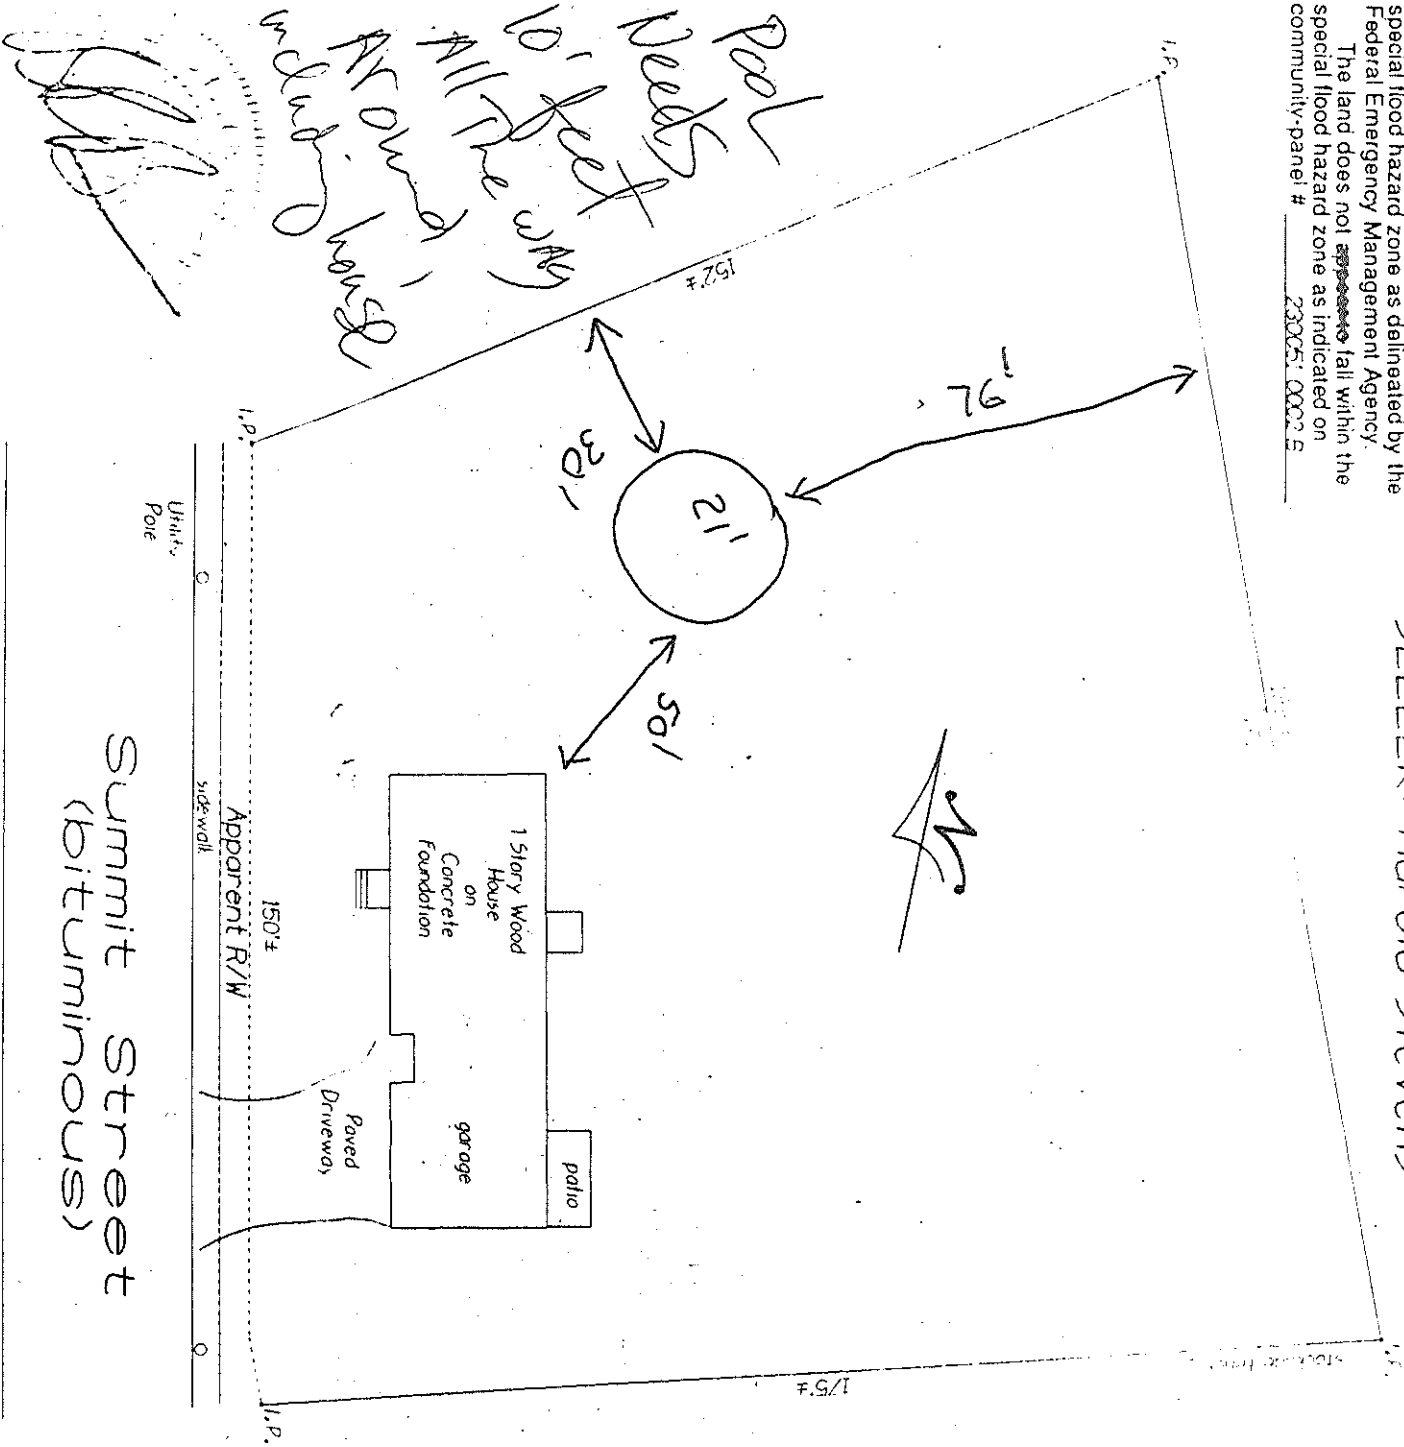 special flood hazard zone as delineated by the
Federal Emergency Management Agency.
The land does not fall within the
special flood hazard zone as indicated on
community-panel #
Pool
Needs
10' feet
All The way
Around,
including house
I.P.
152'±
76'
30'
21'
50'
N
I.P.
I.P.
stockade fence
175'±
I.P.
1 Story Wood
House
on
Concrete
Foundation
garage
patio
Paved
Driveway
150'±
Apparent R/W
sidewalk
Utility
Pole
Summit Street
(bituminous)